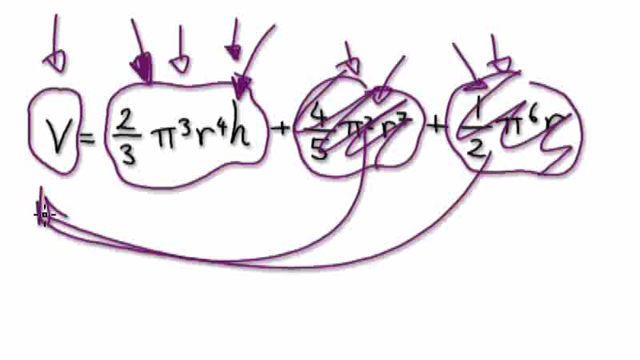 V = 2/3 π³r⁴h + 4/5 π²r⁷ + 1/2 π⁶r